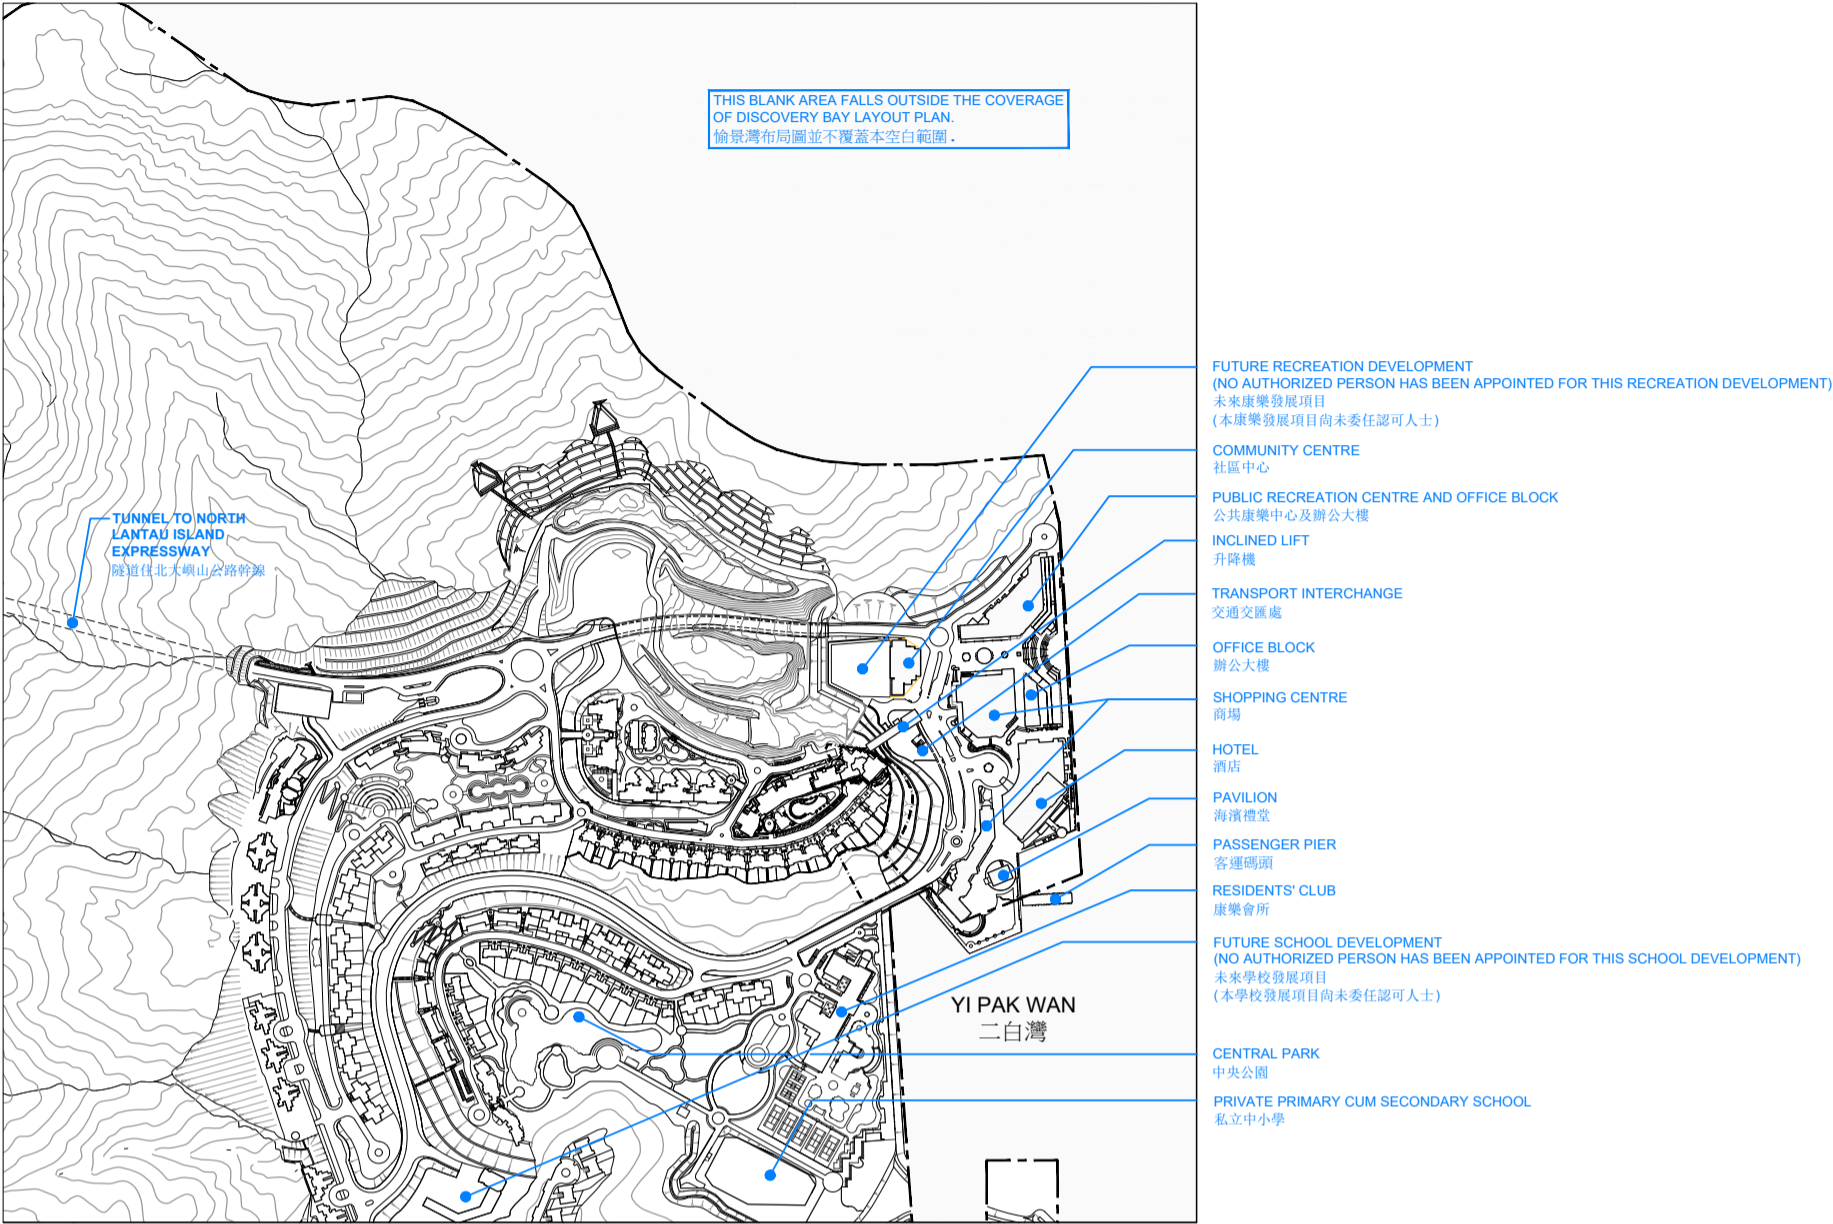 THIS BLANK AREA FALLS OUTSIDE THE COVERAGE
OF DISCOVERY BAY LAYOUT PLAN.
愉景灣布局圖並不覆蓋本空白範圍.
TUNNEL TO NORTH
LANTAU ISLAND
EXPRESSWAY
隧道往北大嶼山公路幹線
YI PAK WAN
二白灣
FUTURE RECREATION DEVELOPMENT
(NO AUTHORIZED PERSON HAS BEEN APPOINTED FOR THIS RECREATION DEVELOPMENT)
未來康樂發展項目
(本康樂發展項目尚未委任認可人士)
COMMUNITY CENTRE
社區中心
PUBLIC RECREATION CENTRE AND OFFICE BLOCK
公共康樂中心及辦公大樓
INCLINED LIFT
升降機
TRANSPORT INTERCHANGE
交通交匯處
OFFICE BLOCK
辦公大樓
SHOPPING CENTRE
商場
HOTEL
酒店
PAVILION
海濱禮堂
PASSENGER PIER
客運碼頭
RESIDENTS' CLUB
康樂會所
FUTURE SCHOOL DEVELOPMENT
(NO AUTHORIZED PERSON HAS BEEN APPOINTED FOR THIS SCHOOL DEVELOPMENT)
未來學校發展項目
(本學校發展項目尚未委任認可人士)
CENTRAL PARK
中央公園
PRIVATE PRIMARY CUM SECONDARY SCHOOL
私立中小學